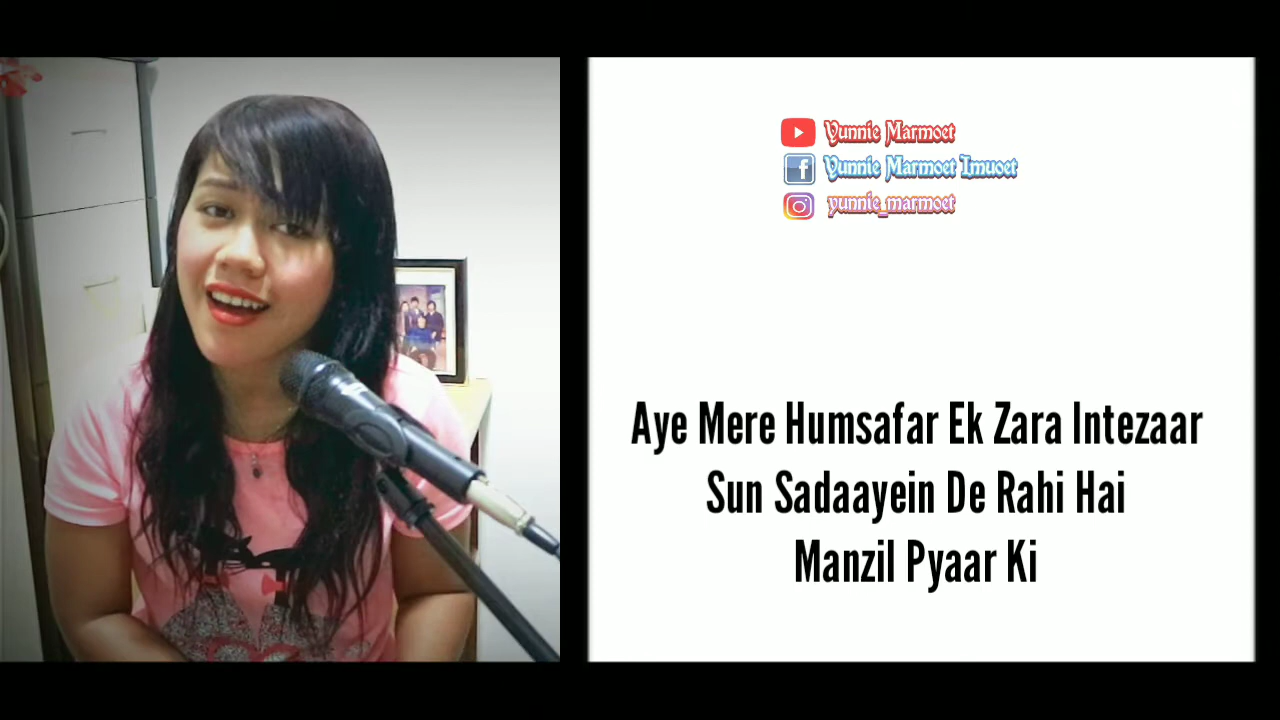 Yunnie Marmoet
Yunnie Marmoet Imuoet
yunnie_marmoet
Aye Mere Humsafar Ek Zara Intezaar
Sun Sadaayein De Rahi Hai
Manzil Pyaar Ki